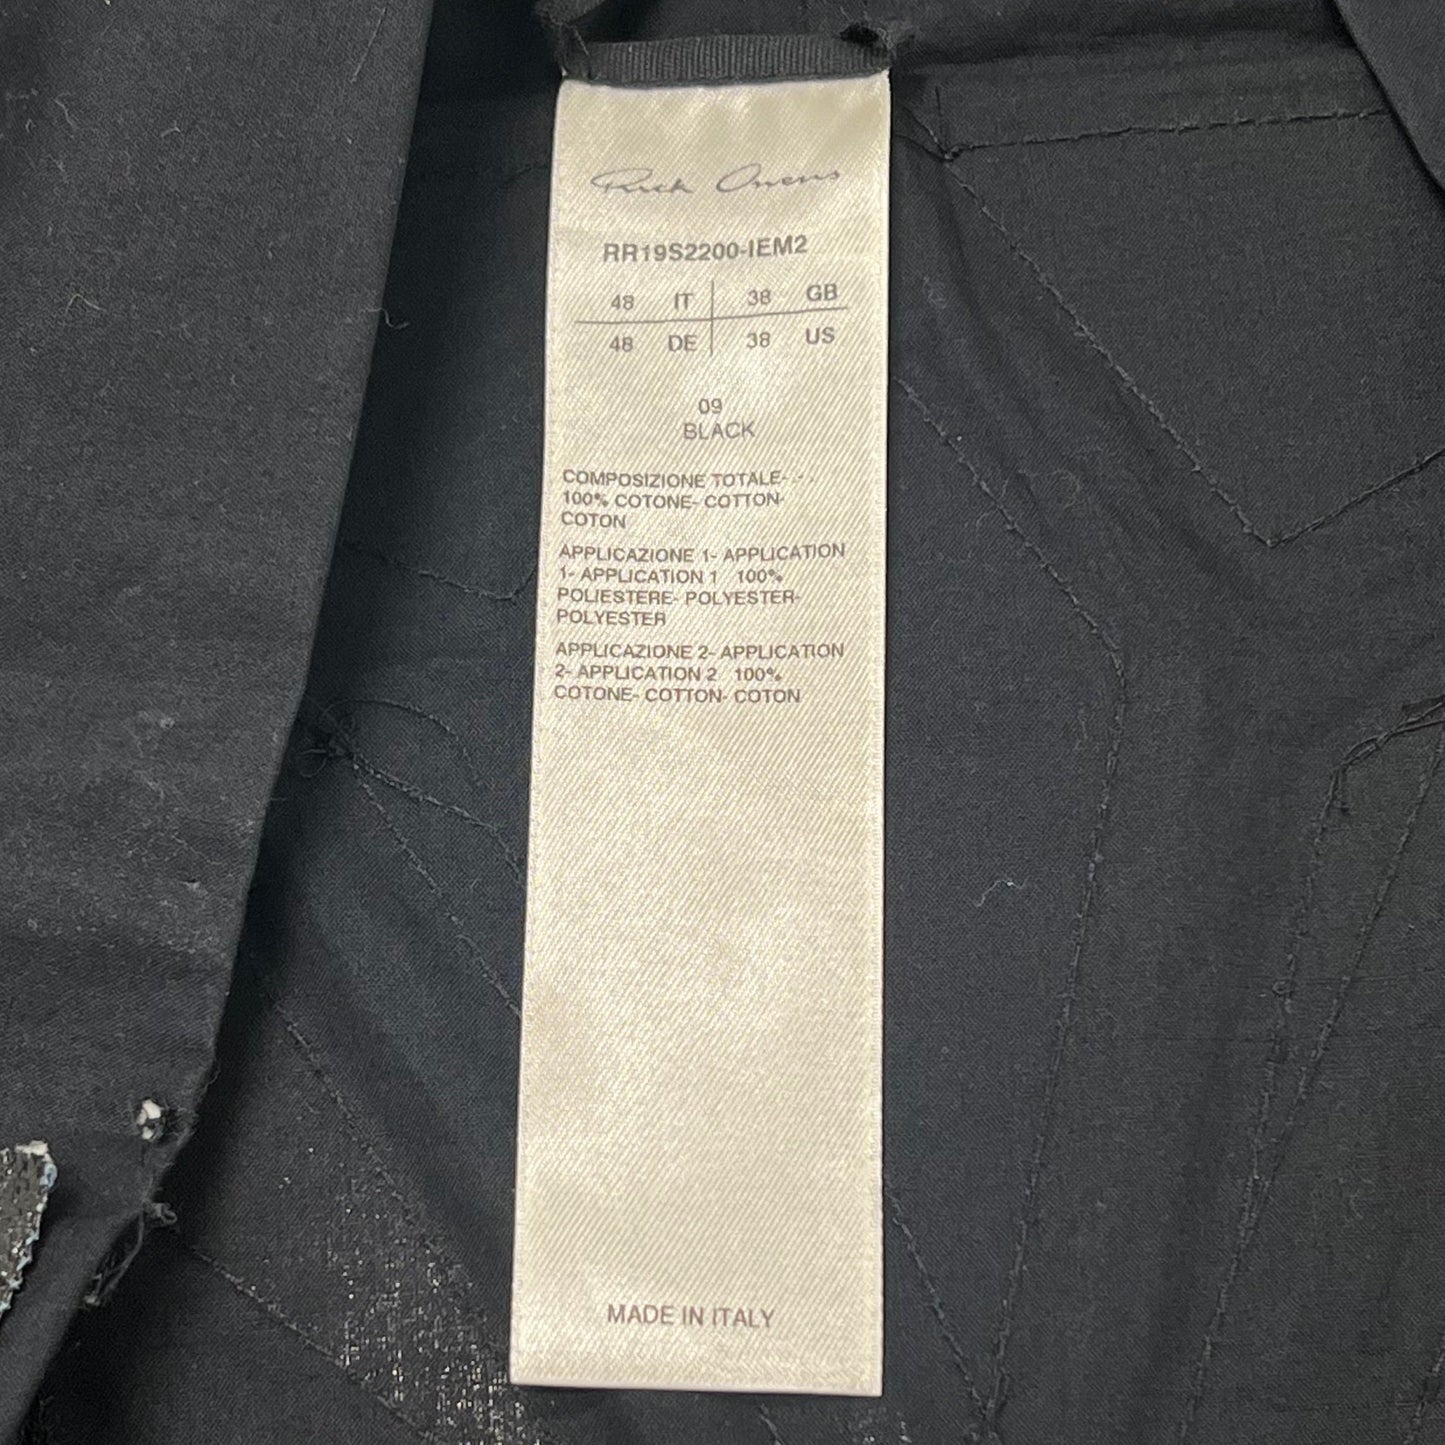 Rick Owens
RR19S2200-IEM2
48 IT 38 GB
48 DE 38 US
09
BLACK
COMPOSIZIONE TOTALE- .- .
100% COTONE- COTTON-
COTON
APPLICAZIONE 1- APPLICATION
1- APPLICATION 1 100%
POLIESTERE- POLYESTER-
POLYESTER
APPLICAZIONE 2- APPLICATION
2- APPLICATION 2 100%
COTONE- COTTON- COTON
MADE IN ITALY